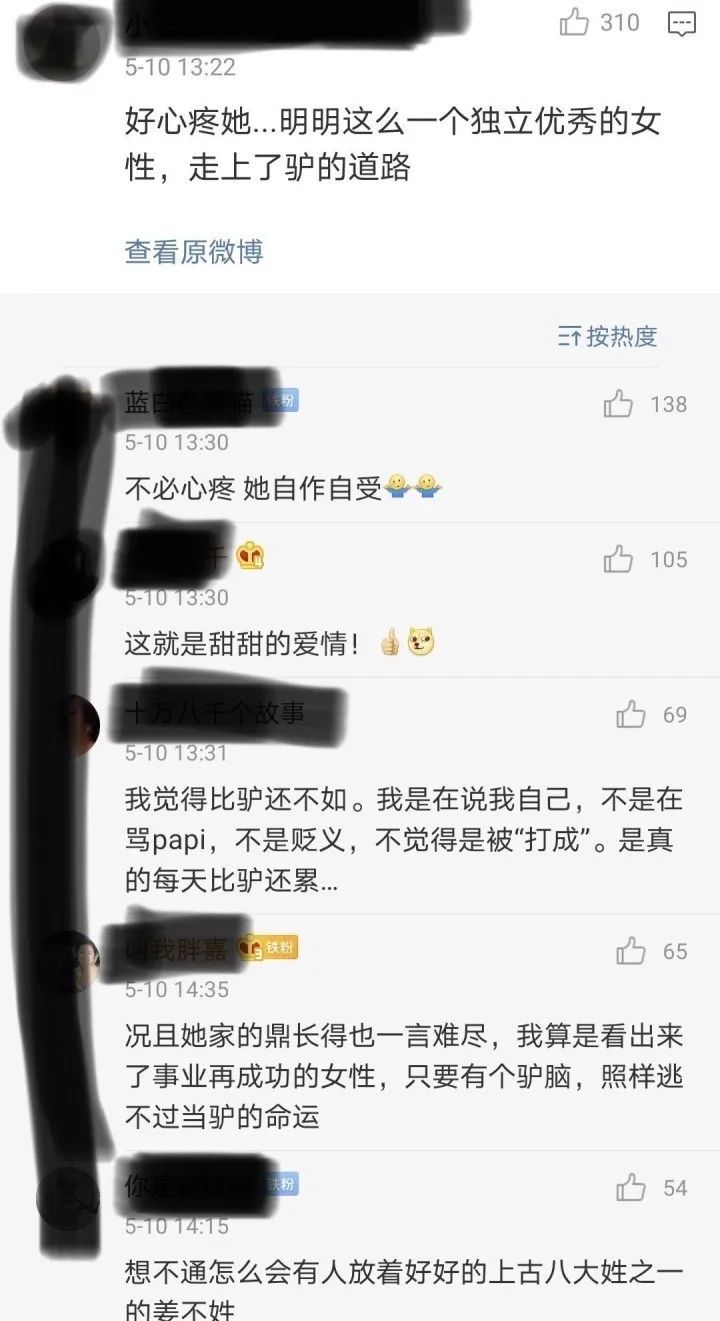 310
5-10 13:22
好心疼她...明明这么一个独立优秀的女
性，走上了驴的道路
查看原微博
按热度
铁粉
138
5-10 13:30
不必心疼 她自作自受
105
5-10 13:30
这就是甜甜的爱情！
十万八千个故事
69
5-10 13:31
我觉得比驴还不如。我是在说我自己，不是在
骂papi，不是贬义，不觉得是被“打成”。是真
的每天比驴还累...
叫我胖嘉 3 铁粉
65
5-10 14:35
况且她家的鼎长得也一言难尽，我算是看出来
了事业再成功的女性，只要有个驴脑，照样逃
不过当驴的命运
铁粉
54
5-10 14:15
想不通怎么会有人放着好好的上古八大姓之一
的姜不姓